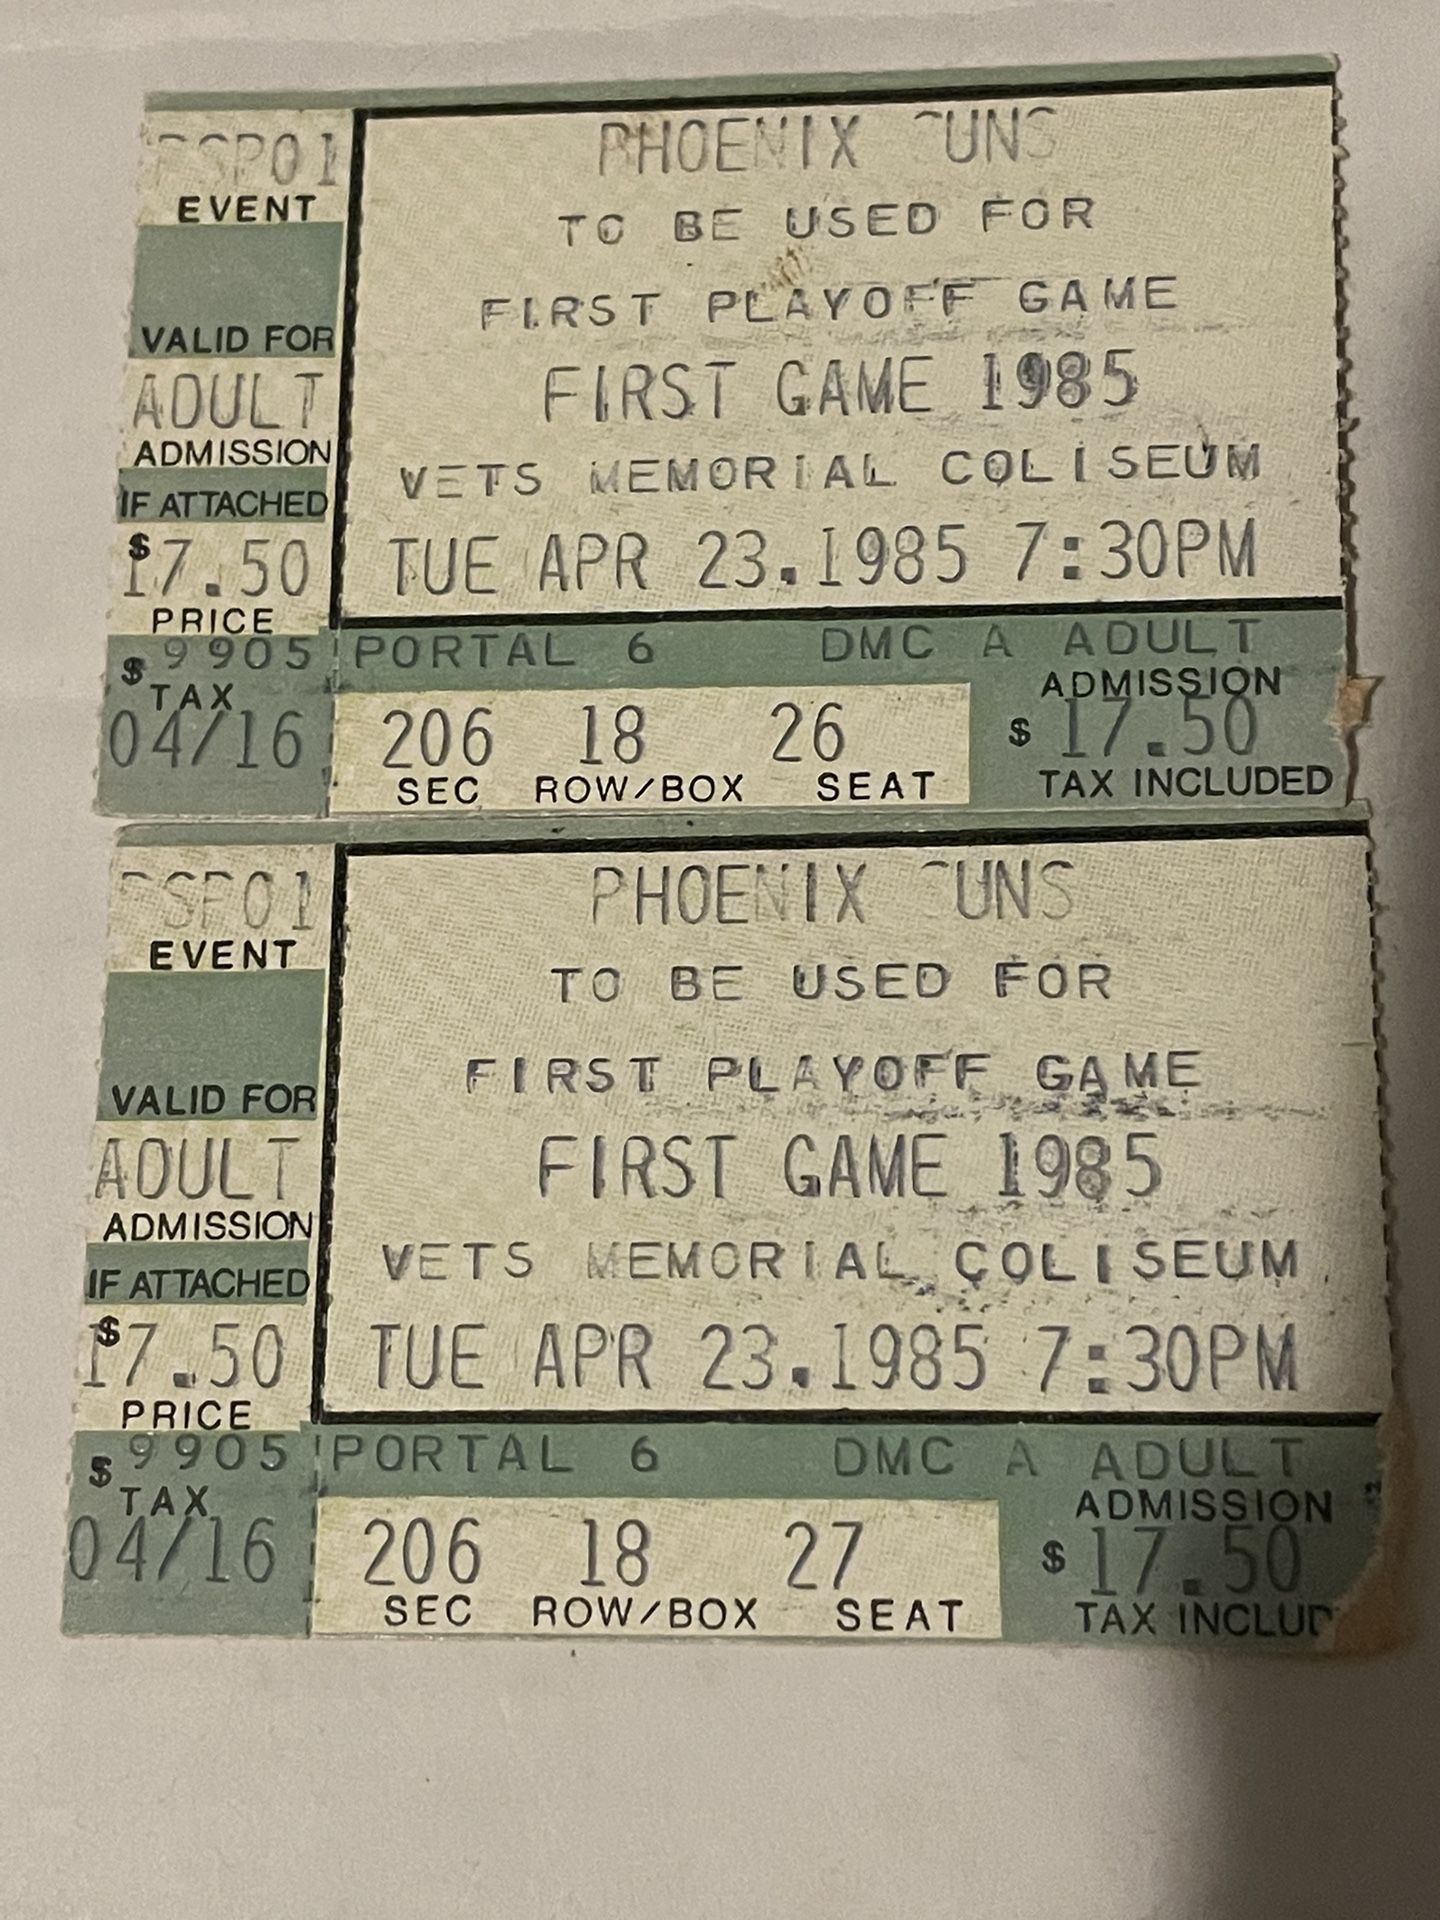 PHOENIX SUNS
EVENT
TO BE USED FOR
FIRST PLAYOFF GAME
VALID FOR
ADULT
FIRST GAME 1985
ADMISSION
VETS MEMORIAL COLISEUM
IF ATTACHED
$17.50
TUE APR 23.1985 7:30PM
PRICE
$ 9905 PORTAL 6 DMC A ADULT
TAX
ADMISSION
04/16 206 18 26 $ 17.50
SEC ROW/BOX SEAT TAX INCLUDED
PHOENIX SUNS
EVENT
TO BE USED FOR
FIRST PLAYOFF GAME
VALID FOR
ADULT
FIRST GAME 1985
ADMISSION
VETS MEMORIAL COLISEUM
IF ATTACHED
$17.50
TUE APR 23.1985 7:30PM
PRICE
$ 9905 PORTAL 6 DMC A ADULT
TAX
ADMISSION
04/16 206 18 27 $ 17.50
SEC ROW/BOX SEAT TAX INCLUD